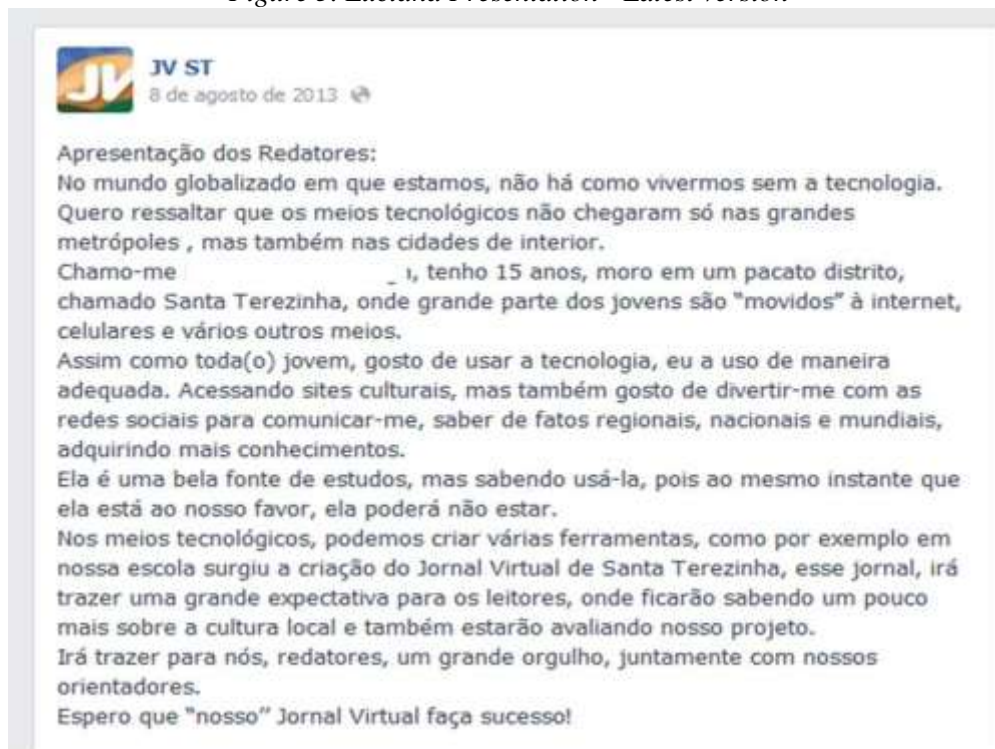 Figure 3: Luciana Presentation - Latest version
JV
JV ST
8 de agosto de 2013
Apresentação dos Redatores:
No mundo globalizado em que estamos, não há como vivermos sem a tecnologia.
Quero ressaltar que os meios tecnológicos não chegaram só nas grandes
metrópoles , mas também nas cidades de interior.
Chamo-me , tenho 15 anos, moro em um pacato distrito,
chamado Santa Terezinha, onde grande parte dos jovens são “movidos” à internet,
celulares e vários outros meios.
Assim como toda(o) jovem, gosto de usar a tecnologia, eu a uso de maneira
adequada. Acessando sites culturais, mas também gosto de divertir-me com as
redes sociais para comunicar-me, saber de fatos regionais, nacionais e mundiais,
adquirindo mais conhecimentos.
Ela é uma bela fonte de estudos, mas sabendo usá-la, pois ao mesmo instante que
ela está ao nosso favor, ela poderá não estar.
Nos meios tecnológicos, podemos criar várias ferramentas, como por exemplo em
nossa escola surgiu a criação do Jornal Virtual de Santa Terezinha, esse jornal, irá
trazer uma grande expectativa para os leitores, onde ficarão sabendo um pouco
mais sobre a cultura local e também estarão avaliando nosso projeto.
Irá trazer para nós, redatores, um grande orgulho, juntamente com nossos
orientadores.
Espero que “nosso” Jornal Virtual faça sucesso!